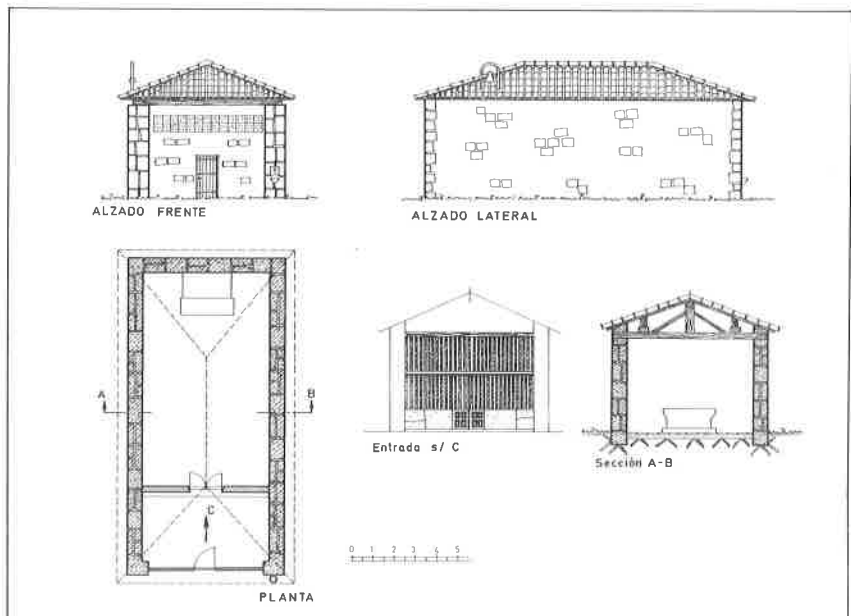 ALZADO FRENTE
ALZADO LATERAL
A
B
C
PLANTA
Entrada s/ C
Sección A-B
0 1 2 3 4 5